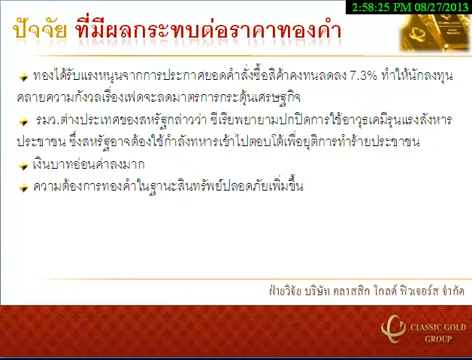 2:58:25 PM 08/27/2013
ปัจจัย ที่มีผลกระทบต่อราคาทองคำ
ทองได้รับแรงหนุนจากการประกาศยอดคำสั่งซื้อสินค้าคงทนลดลง 7.3% ทำให้นักลงทุน
คลายความกังวลเรื่องเฟดจะลดมาตรการกระตุ้นเศรษฐกิจ
รมว.ต่างประเทศของสหรัฐกล่าวว่า ซีเรียพยายามปกปิดการใช้อาวุธเคมีรุนแรงสังหาร
ประชาชน ซึ่งสหรัฐอาจต้องใช้กำลังทหารเข้าไปตอบโต้เพื่อยุติการทำร้ายประชาชน
เงินบาทอ่อนค่าลงมาก
ความต้องการทองคำในฐานะสินทรัพย์ปลอดภัยเพิ่มขึ้น
ฝ่ายวิจัย บริษัท คลาสสิก โกลด์ ฟิวเจอร์ส จำกัด
CLASSIC GOLD
GROUP